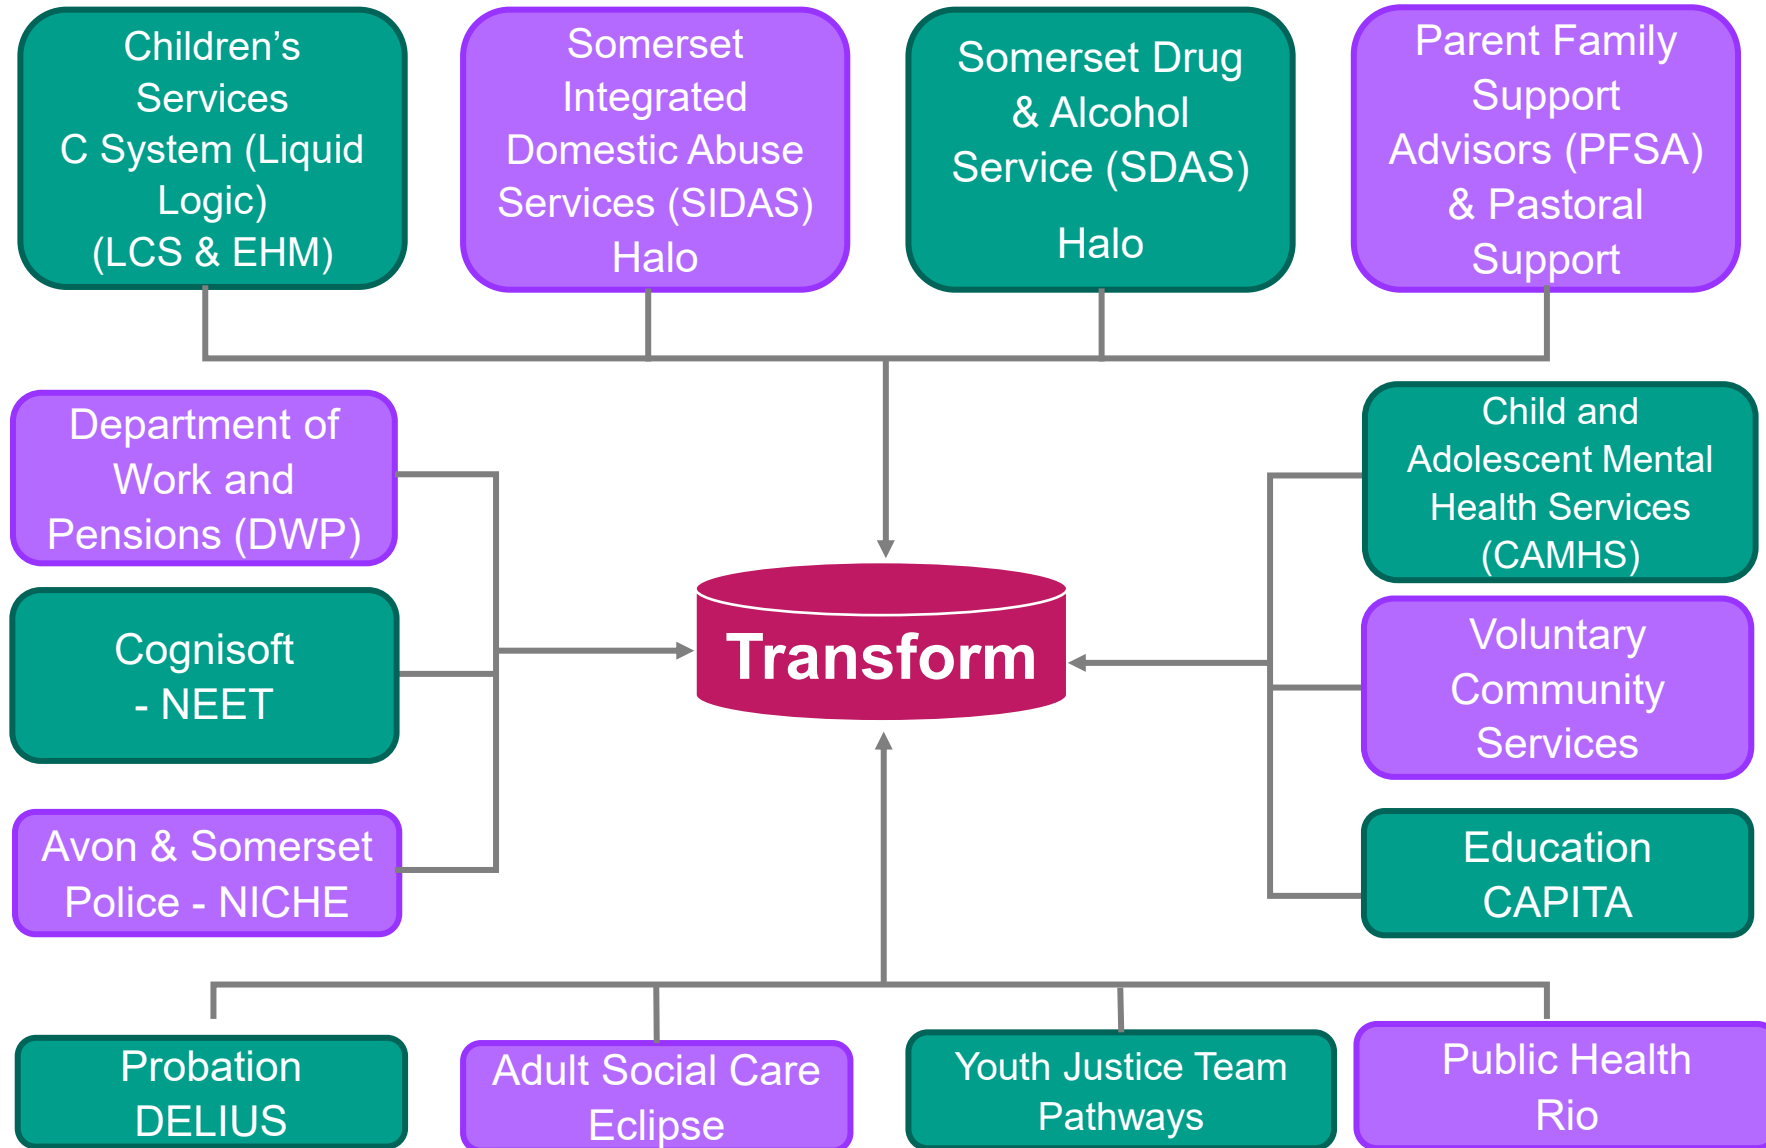 Children's
Services
C System (Liquid
Logic)
(LCS & EHM)
Somerset
Integrated
Domestic Abuse
Services (SIDAS)
Halo
Somerset Drug
& Alcohol
Service (SDAS)
Halo
Parent Family
Support
Advisors (PFSA)
& Pastoral
Support
Department of
Work and
Pensions (DWP)
Cognisoft
- NEET
Avon & Somerset
Police - NICHE
Transform
Child and
Adolescent Mental
Health Services
(CAMHS)
Voluntary
Community
Services
Education
CAPITA
Probation
DELIUS
Adult Social Care
Eclipse
Youth Justice Team
Pathways
Public Health
Rio